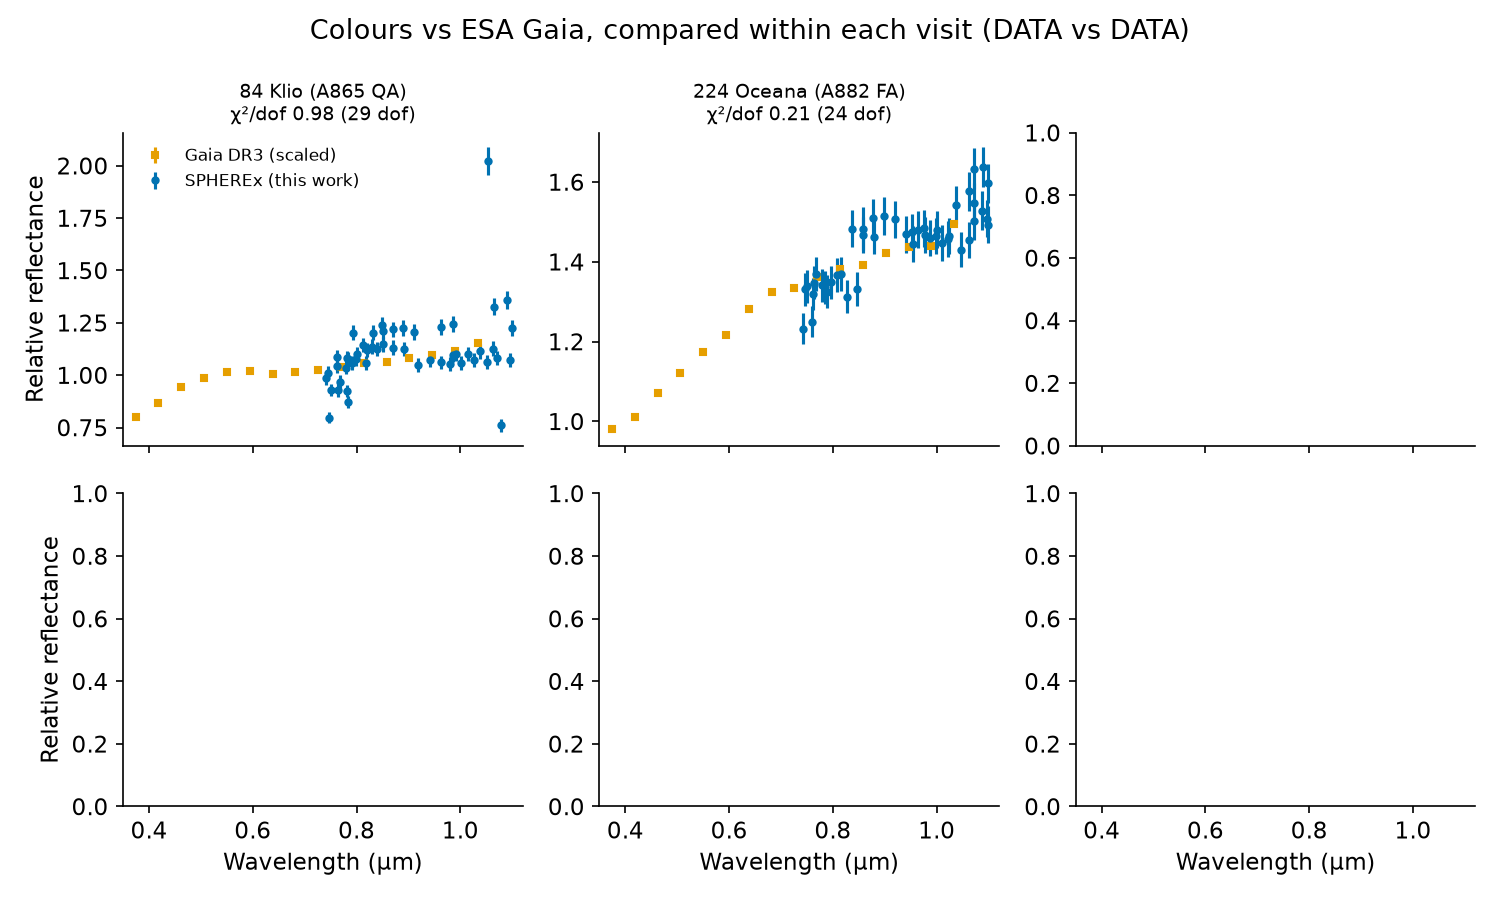 Colours vs ESA Gaia, compared within each visit (DATA vs DATA)
84 Klio (A865 QA)
χ²/dof 0.98 (29 dof)
224 Oceana (A882 FA)
χ²/dof 0.21 (24 dof)
Gaia DR3 (scaled)
SPHEREx (this work)
Relative reflectance
2.00
1.75
1.50
1.25
1.00
0.75
1.6
1.4
1.2
1.0
1.0
0.8
0.6
0.4
0.2
0.0
Relative reflectance
1.0
0.8
0.6
0.4
0.2
0.0
1.0
0.8
0.6
0.4
0.2
0.0
1.0
0.8
0.6
0.4
0.2
0.0
0.4 0.6 0.8 1.0
0.4 0.6 0.8 1.0
0.4 0.6 0.8 1.0
Wavelength (μm)
Wavelength (μm)
Wavelength (μm)